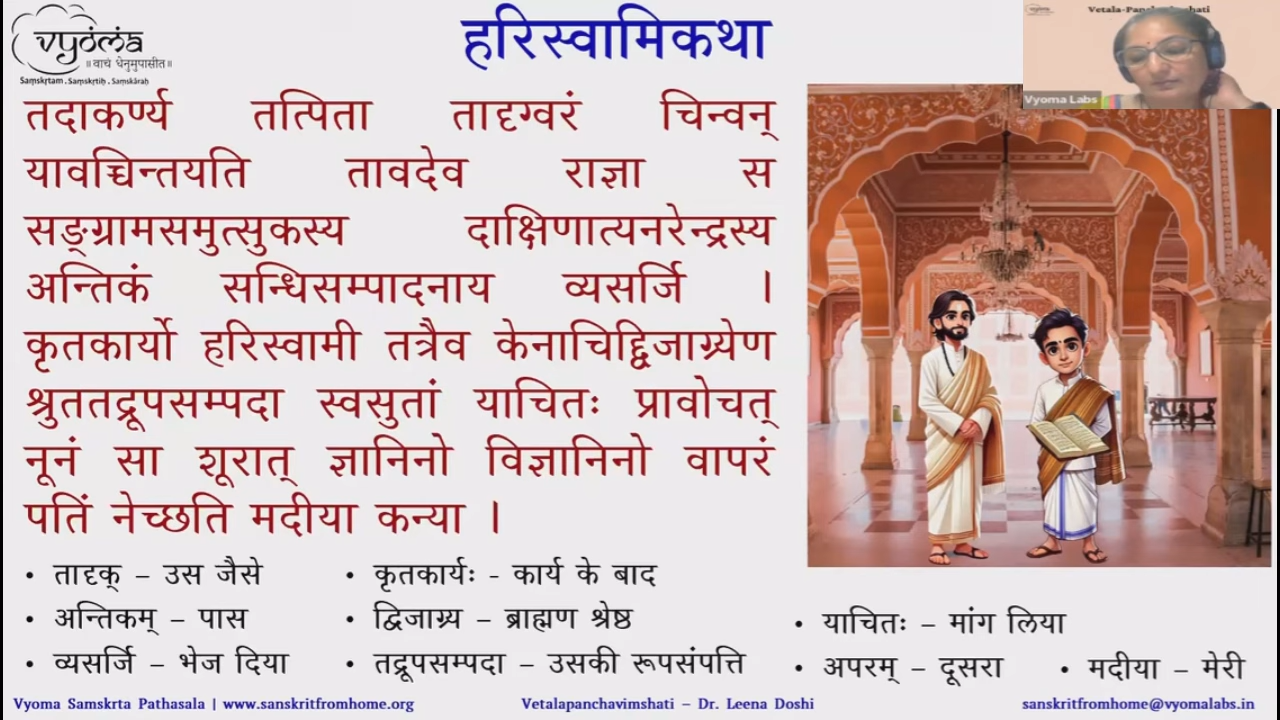 vyoma
॥ वाचं धेनुमुपासीत॥
Saṃskṛtam . Saṃskṛtiḥ . Saṃskāraḥ
हरिस्वामिकथा
Vetala-Panchavimshati
Vyoma Labs
तदाकर्ण्य तत्पिता तादृग्वरं चिन्वन्
यावच्चिन्तयति तावदेव राज्ञा स
सङ्ग्रामसमुत्सुकस्य दाक्षिणात्यनरेन्द्रस्य
अन्तिकं सन्धिसम्पादनाय व्यसर्जि ।
कृतकार्यो हरिस्वामी तत्रैव केनाचिद्द्विजाग्र्येण
श्रुततद्रूपसम्पदा स्वसुतां याचितः प्रावोचत्
नूनं सा शूरात् ज्ञानिनो विज्ञानिनो वापरं
पतिं नेच्छति मदीया कन्या ।
• तादृक् – उस जैसे
• अन्तिकम् – पास
• व्यसर्जि – भेज दिया
• कृतकार्यः - कार्य के बाद
• द्विजाग्र्य – ब्राह्मण श्रेष्ठ
• तद्रूपसम्पदा – उसकी रूपसंपत्ति
• याचितः – मांग लिया
• अपरम् – दूसरा • मदीया – मेरी
Vyoma Samskrta Pathasala | www.sanskritfromhome.org Vetalapanchavimshati – Dr. Leena Doshi sanskritfromhome@vyomalabs.in